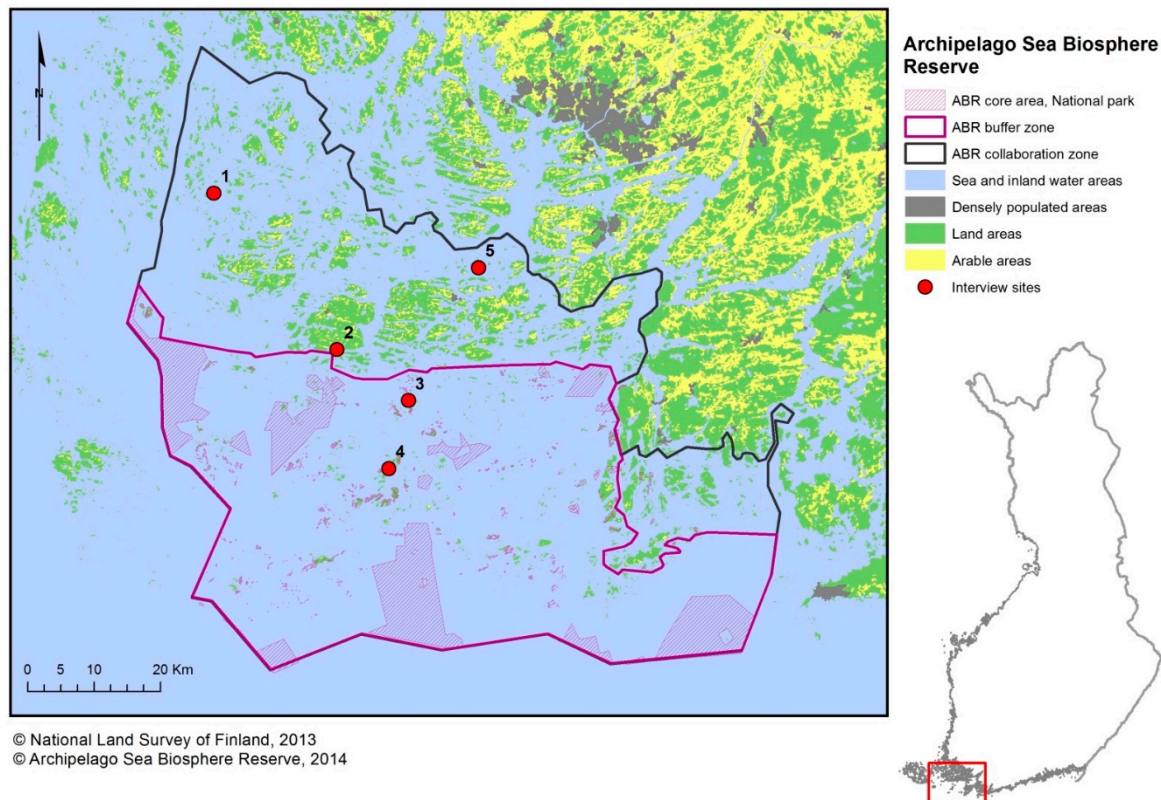 N
1
5
2
3
4
0 5 10 20 Km
© National Land Survey of Finland, 2013
© Archipelago Sea Biosphere Reserve, 2014
Archipelago Sea Biosphere
Reserve
ABR core area, National park
ABR buffer zone
ABR collaboration zone
Sea and inland water areas
Densely populated areas
Land areas
Arable areas
Interview sites